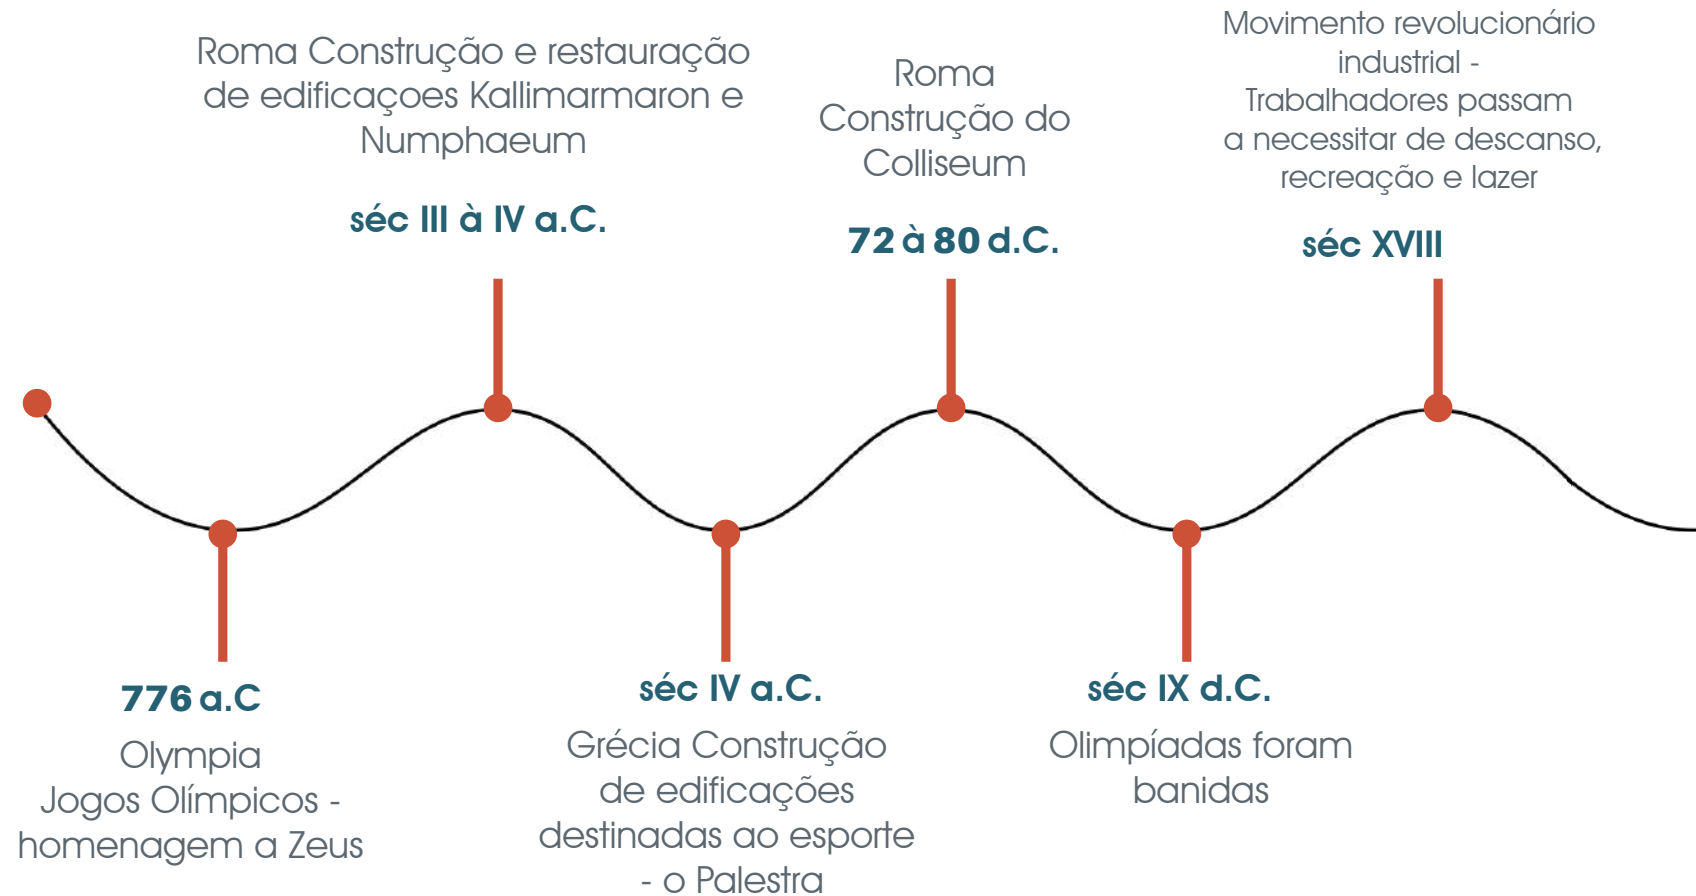 Roma Construção e restauração
de edificaçoes Kallimarmaron e
Numphaeum
séc III à IV a.C.
Roma
Construção do
Colliseum
72 à 80 d.C.
Movimento revolucionário
industrial -
Trabalhadores passam
a necessitar de descanso,
recreação e lazer
séc XVIII
776 a.C
Olympia
Jogos Olímpicos -
homenagem a Zeus
séc IV a.C.
Grécia Construção
de edificações
destinadas ao esporte
- o Palestra
séc IX d.C.
Olimpíadas foram
banidas